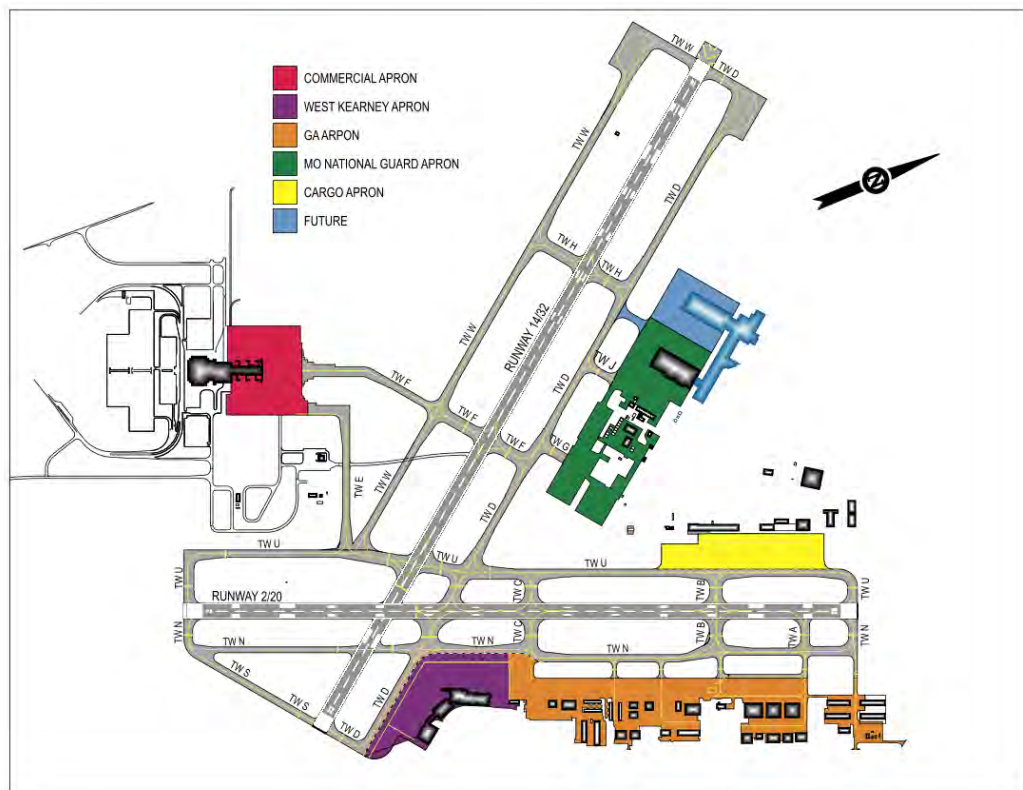 TW W
TW D
COMMERCIAL APRON
WEST KEARNEY APRON
GA ARPON
MO NATIONAL GUARD APRON
CARGO APRON
FUTURE
N
TW W
TW D
TW H
TW H
RUNWAY 14/32
TW W
TW J
TW D
TW F
TW F
TW F
TW G
TW W
TW E
TW D
TW U
TW U
TW U
TW U
TW C
TW B
TW U
RUNWAY 2/20
TW N
TW N
TW N
TW C
TW B
TW N
TW A
TW N
TW S
TW D
TW S
TW D